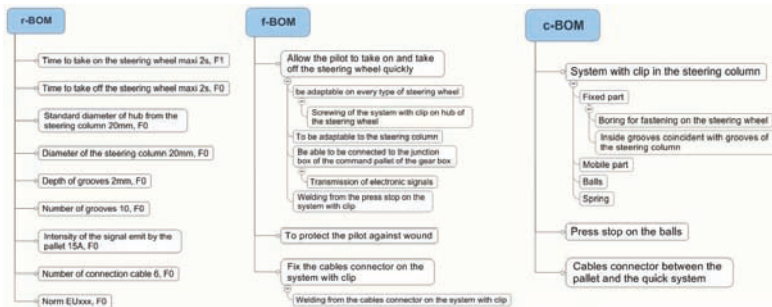 r-BOM
Time to take on the steering wheel maxi 2s, F1
Time to take off the steering wheel maxi 2s, F0
Standard diameter of hub from the
steering column 20mm, F0
Diameter of the steering column 20mm, F0
Depth of grooves 2mm, F0
Number of grooves 10, F0
Intensity of the signal emit by the
pallet 15A, F0
Number of connection cable 6, F0
Norm EUxxx, F0
f-BOM
Allow the pilot to take on and take
off the steering wheel quickly
be adaptable on every type of steering wheel
Screwing of the system with clip on hub of
the steering wheel
To be adaptable to the steering column
Be able to be connected to the junction
box of the command pallet of the gear box
Transmission of electronic signals
Welding from the press stop on the
system with clip
To protect the pilot against wound
Fix the cables connector on the
system with clip
Welding from the cables connector on the system with clip
c-BOM
System with clip in the steering column
Fixed part
Boring for fastening on the steering wheel
Inside grooves coincident with grooves of
the steering column
Mobile part
Balls
Spring
Press stop on the balls
Cables connector between the
pallet and the quick system